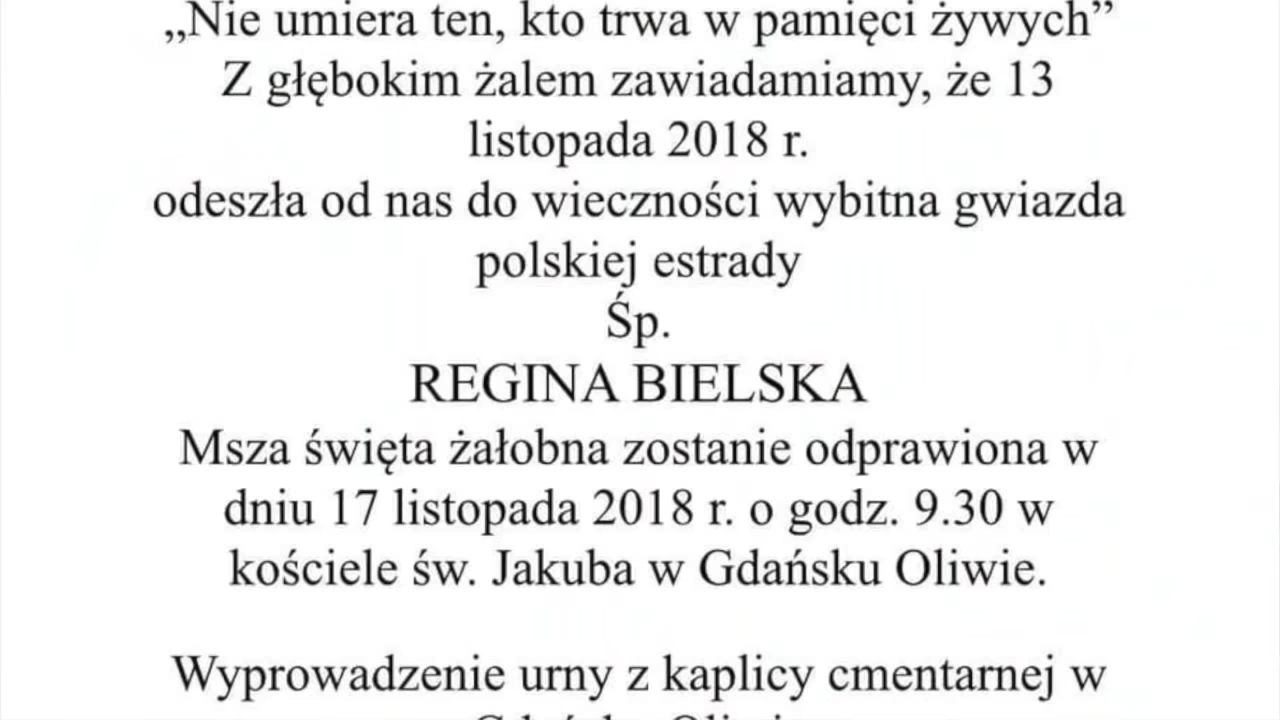 „Nie umiera ten, kto trwa w pamięci żywych”
Z głębokim żalem zawiadamiamy, że 13
listopada 2018 r.
odeszła od nas do wieczności wybitna gwiazda
polskiej estrady
Śp.
REGINA BIELSKA
Msza święta żałobna zostanie odprawiona w
dniu 17 listopada 2018 r. o godz. 9.30 w
kościele św. Jakuba w Gdańsku Oliwie.
Wyprowadzenie urny z kaplicy cmentarnej w